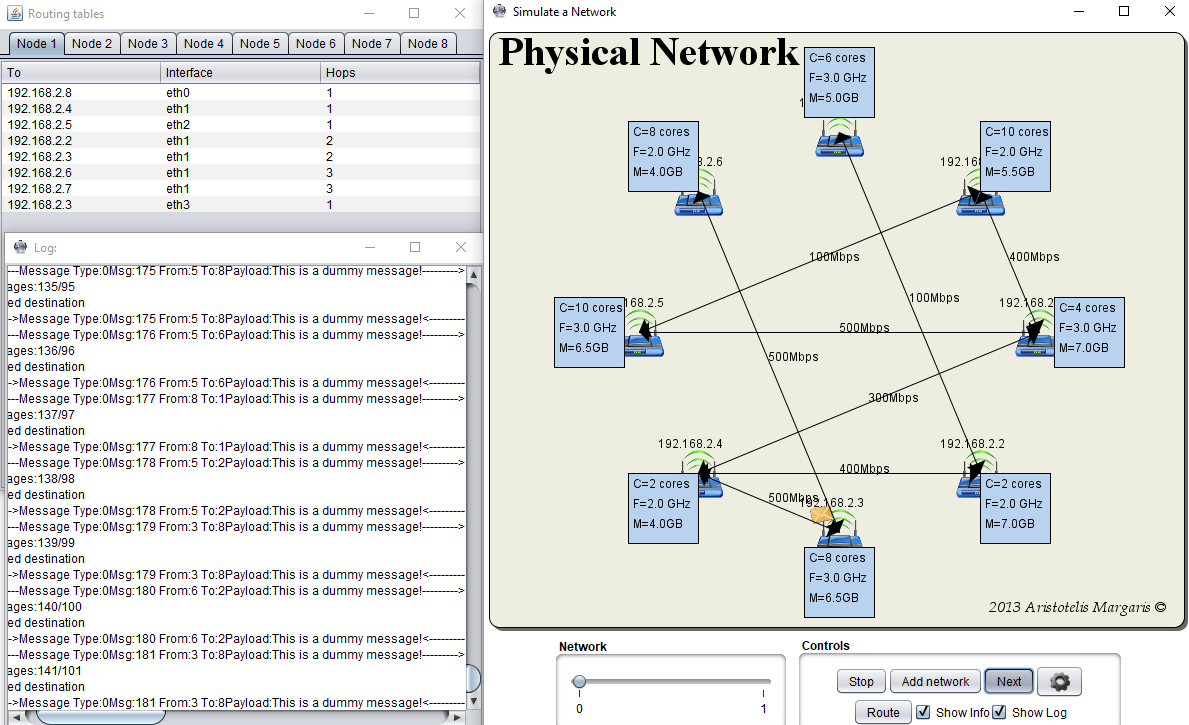 Routing tables
Node 1 Node 2 Node 3 Node 4 Node 5 Node 6 Node 7 Node 8
To Interface Hops
192.168.2.8 eth0 1
192.168.2.4 eth1 1
192.168.2.5 eth2 1
192.168.2.2 eth1 2
192.168.2.3 eth1 2
192.168.2.6 eth1 3
192.168.2.7 eth1 3
192.168.2.3 eth3 1
Log:
---Message Type:0Msg:175 From:5 To:8Payload:This is a dummy message!--------->
ages:135/95
ed destination
->Message Type:0Msg:175 From:5 To:8Payload:This is a dummy message!<---------
---Message Type:0Msg:176 From:5 To:6Payload:This is a dummy message!--------->
ages:136/96
ed destination
->Message Type:0Msg:176 From:5 To:6Payload:This is a dummy message!<---------
---Message Type:0Msg:177 From:8 To:1Payload:This is a dummy message!--------->
ages:137/97
ed destination
->Message Type:0Msg:177 From:8 To:1Payload:This is a dummy message!<---------
---Message Type:0Msg:178 From:5 To:2Payload:This is a dummy message!--------->
ages:138/98
ed destination
->Message Type:0Msg:178 From:5 To:2Payload:This is a dummy message!<---------
---Message Type:0Msg:179 From:3 To:8Payload:This is a dummy message!--------->
ages:139/99
ed destination
->Message Type:0Msg:179 From:3 To:8Payload:This is a dummy message!<---------
---Message Type:0Msg:180 From:6 To:2Payload:This is a dummy message!--------->
ages:140/100
ed destination
->Message Type:0Msg:180 From:6 To:2Payload:This is a dummy message!<---------
---Message Type:0Msg:181 From:3 To:8Payload:This is a dummy message!--------->
ages:141/101
ed destination
->Message Type:0Msg:181 From:3 To:8Payload:This is a dummy message!<---------
Simulate a Network
Physical Network
C=6 cores
F=3.0 GHz
M=5.0GB
1
C=8 cores
F=2.0 GHz
M=4.0GB
.2.6
C=10 cores
F=2.0 GHz
M=5.5GB
192.168
100Mbps
400Mbps
C=10 cores
F=3.0 GHz
M=6.5GB
168.2.5
100Mbps
500Mbps
500Mbps
192.168.2
C=4 cores
F=3.0 GHz
M=7.0GB
300Mbps
192.168.2.4
C=2 cores
F=2.0 GHz
M=4.0GB
400Mbps
500Mbps
192.168.2.3
C=8 cores
F=3.0 GHz
M=6.5GB
192.168.2.2
C=2 cores
F=2.0 GHz
M=7.0GB
2013 Aristotelis Margaris ©
Network
0 1
Controls
Stop Add network Next
Route Show Info Show Log